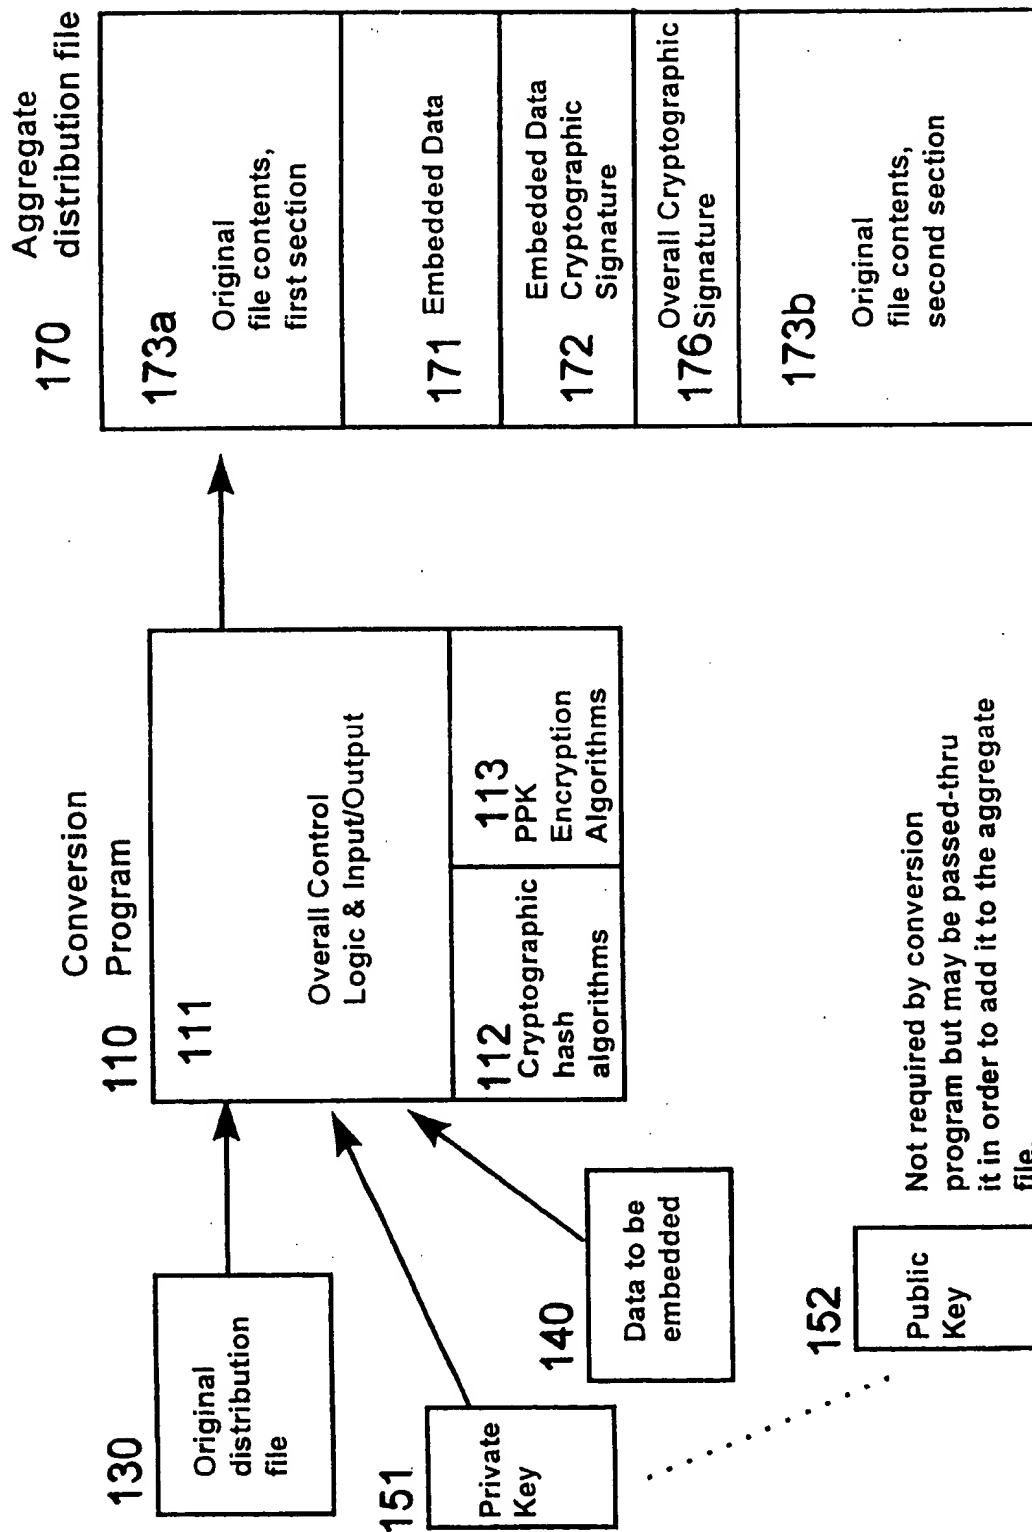 130
Original
distribution
file
151
Private
Key
140
Data to be
embedded
152
Public
Key
Not required by conversion
program but may be passed-thru
it in order to add it to the aggregate
file.
Conversion
110 Program
111
Overall Control
Logic & Input/Output
112
Cryptographic
hash
algorithms
113
PPK
Encryption
Algorithms
170
Aggregate
distribution file
173a
Original
file contents,
first section
171 Embedded Data
172
Embedded Data
Cryptographic
Signature
176
Overall Cryptographic
Signature
173b
Original
file contents,
second section